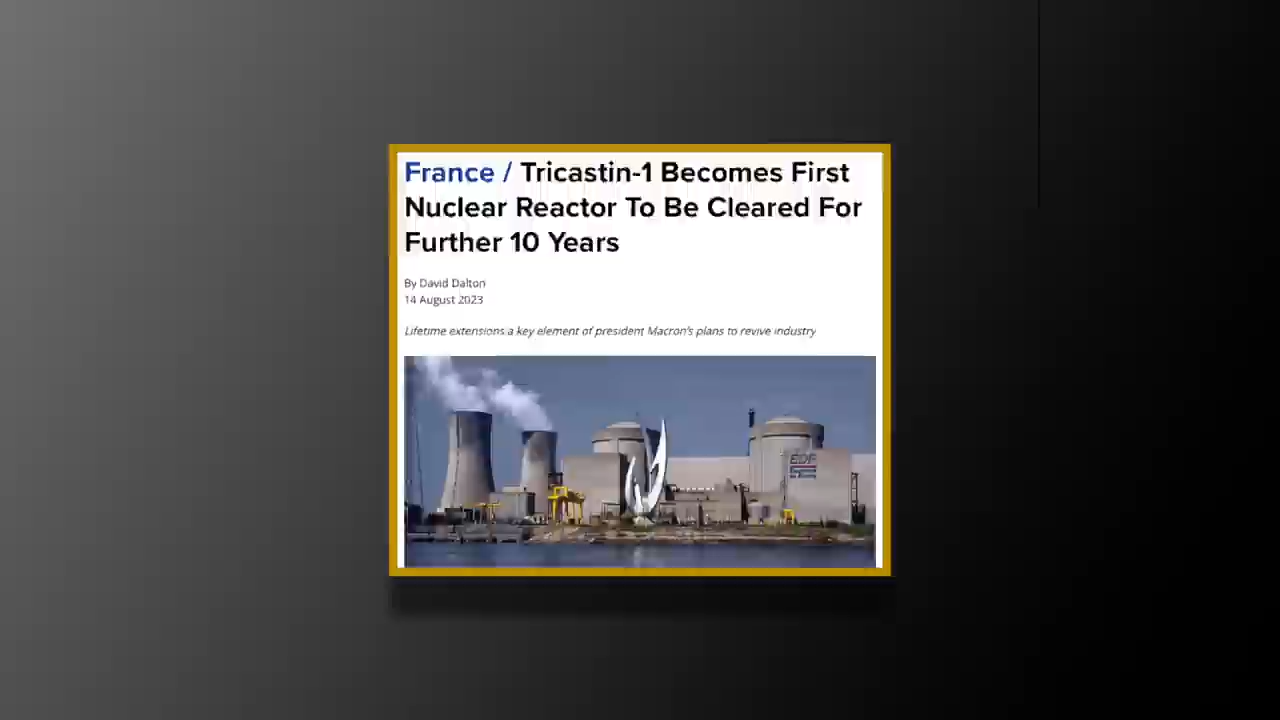 France / Tricastin-1 Becomes First
Nuclear Reactor To Be Cleared For
Further 10 Years
By David Dalton
14 August 2023
Lifetime extensions a key element of president Macron's plans to revive industry
EDF